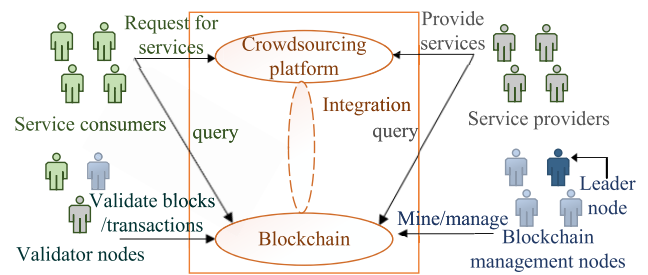 Request for
services
Provide
services
Crowdsourcing
platform
Integration
Service consumers
query
query
Service providers
Validate blocks
/transactions
Validator nodes
Blockchain
Mine/manage
Leader
node
Blockchain
management nodes